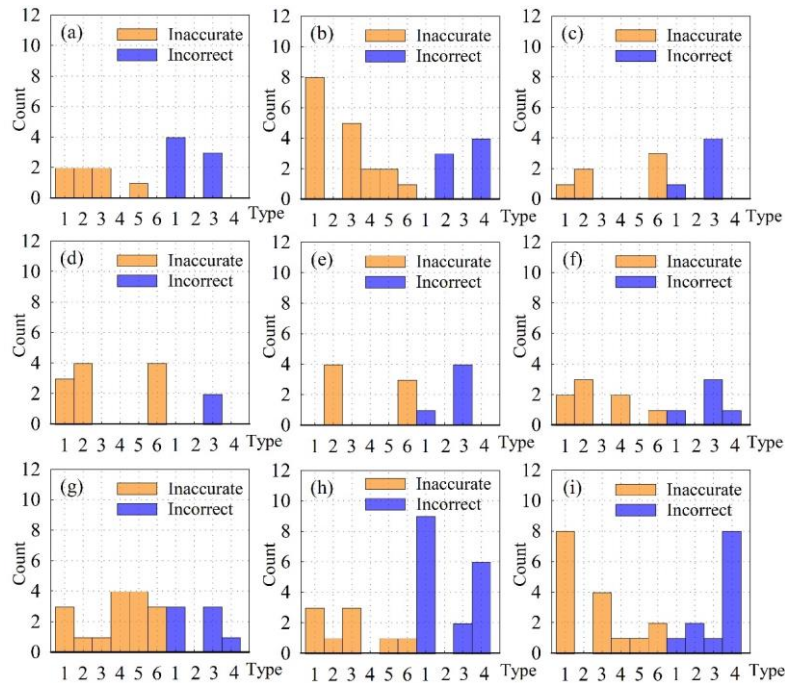 12
(a)
Inaccurate
10
Incorrect
8
6
Count
4
2
0
1 2 3 4 5 6 1 2 3 4 Type
12
(b)
Inaccurate
10
Incorrect
8
6
Count
4
2
0
1 2 3 4 5 6 1 2 3 4 Type
12
(c)
Inaccurate
10
Incorrect
8
6
Count
4
2
0
1 2 3 4 5 6 1 2 3 4 Type
12
(d)
Inaccurate
10
Incorrect
8
6
Count
4
2
0
1 2 3 4 5 6 1 2 3 4 Type
12
(e)
Inaccurate
10
Incorrect
8
6
Count
4
2
0
1 2 3 4 5 6 1 2 3 4 Type
12
(f)
Inaccurate
10
Incorrect
8
6
Count
4
2
0
1 2 3 4 5 6 1 2 3 4 Type
12
(g)
Inaccurate
10
Incorrect
8
6
Count
4
2
0
1 2 3 4 5 6 1 2 3 4 Type
12
(h)
Inaccurate
10
Incorrect
8
6
Count
4
2
0
1 2 3 4 5 6 1 2 3 4 Type
12
(i)
Inaccurate
10
Incorrect
8
6
Count
4
2
0
1 2 3 4 5 6 1 2 3 4 Type